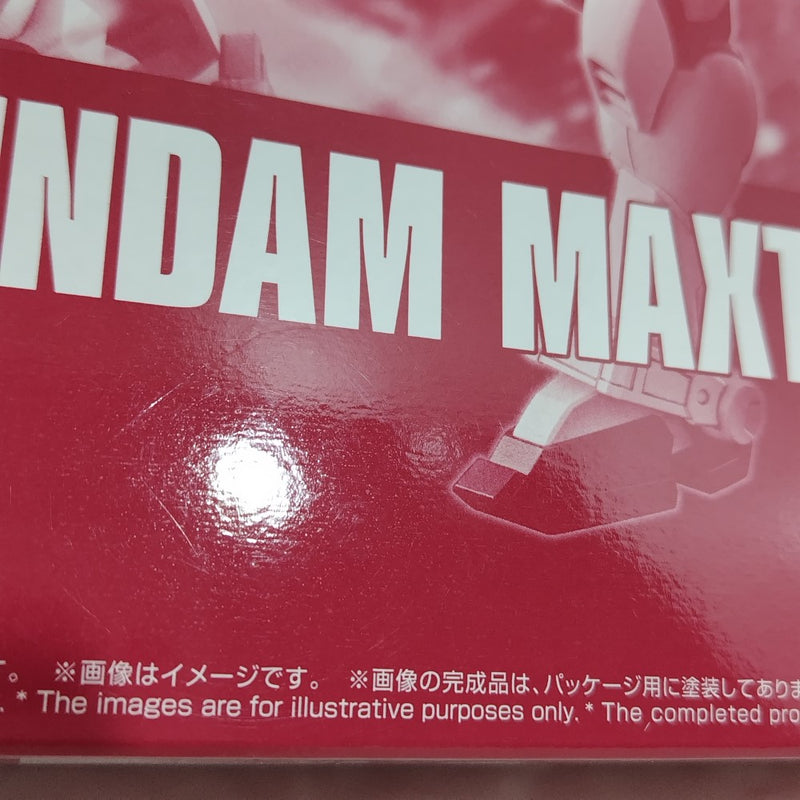 NDAM MAXT
す。 ※画像はイメージです。 ※画像の完成品は、パッケージ用に塗装してありま
. * The images are for illustrative purposes only. * The completed pro